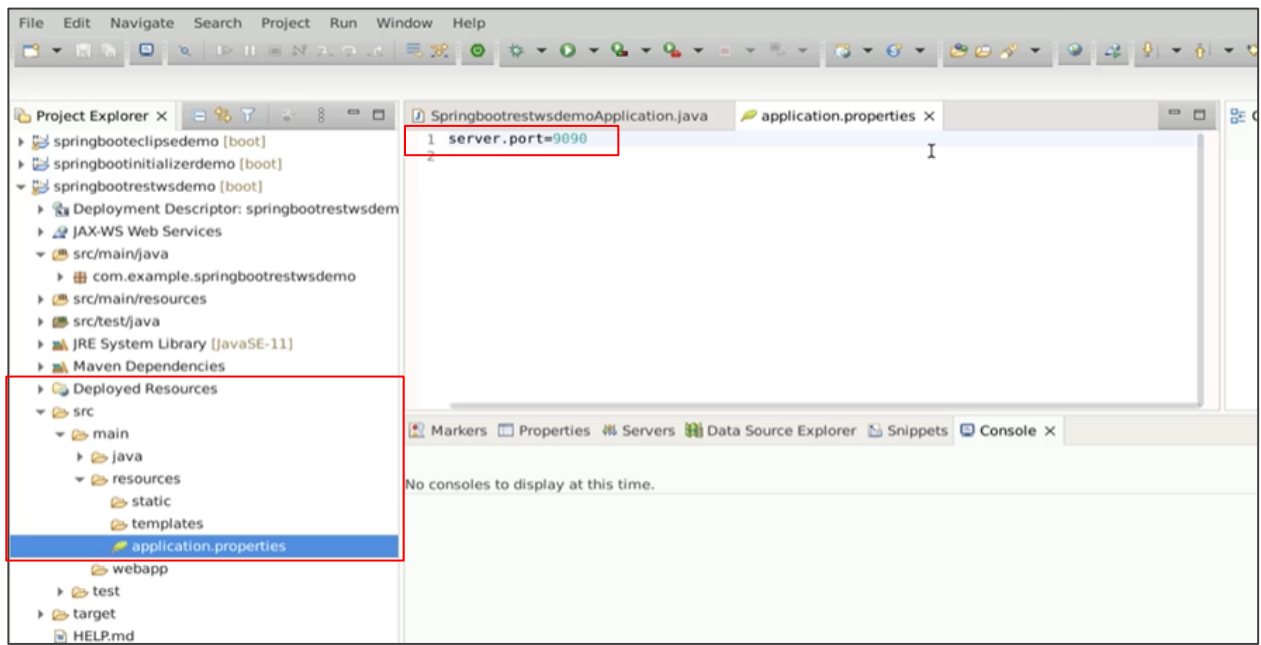 File Edit Navigate Search Project Run Window Help
Project Explorer
springbooteclipsedemo [boot]
springbootinitializerdemo [boot]
springbootrestwsdemo [boot]
Deployment Descriptor: springbootrestwsdem
JAX-WS Web Services
src/main/java
com.example.springbootrestwsdemo
src/main/resources
src/test/java
JRE System Library [JavaSE-11]
Maven Dependencies
Deployed Resources
src
main
java
resources
static
templates
application.properties
webapp
test
target
HELP.md
SpringbootrestwsdemoApplication.java application.properties
1 server.port=9090
2
Markers Properties Servers Data Source Explorer Snippets Console
No consoles to display at this time.